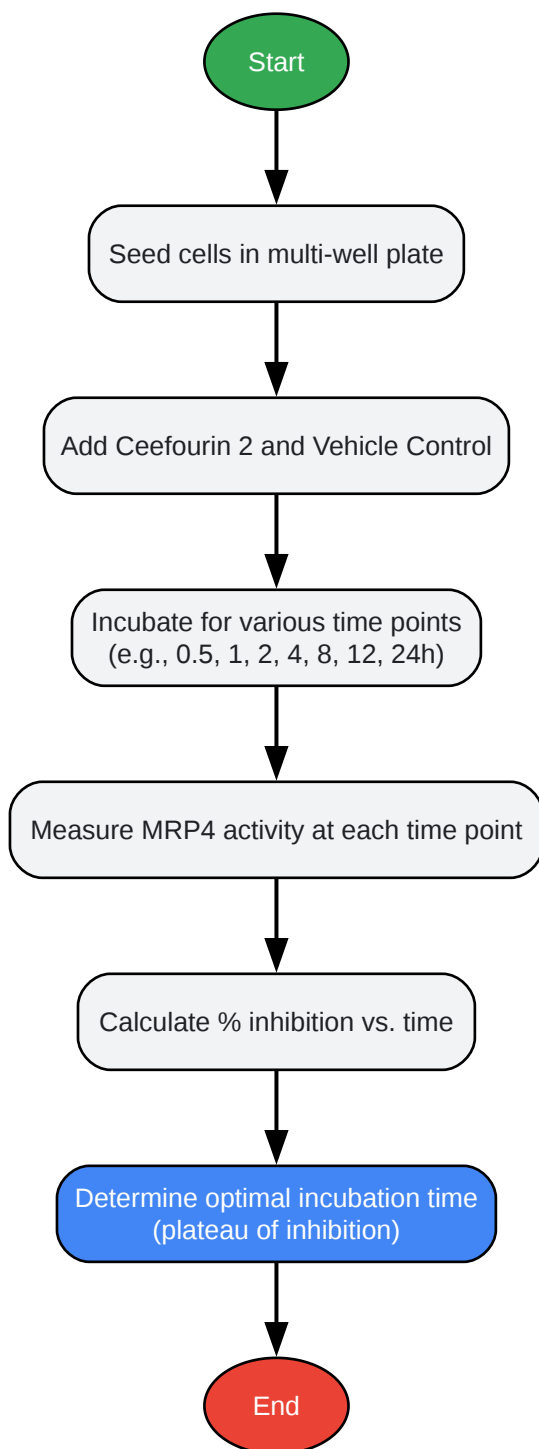 Start
Seed cells in multi-well plate
Add Ceefourin 2 and Vehicle Control
Incubate for various time points
(e.g., 0.5, 1, 2, 4, 8, 12, 24h)
Measure MRP4 activity at each time point
Calculate % inhibition vs. time
Determine optimal incubation time
(plateau of inhibition)
End